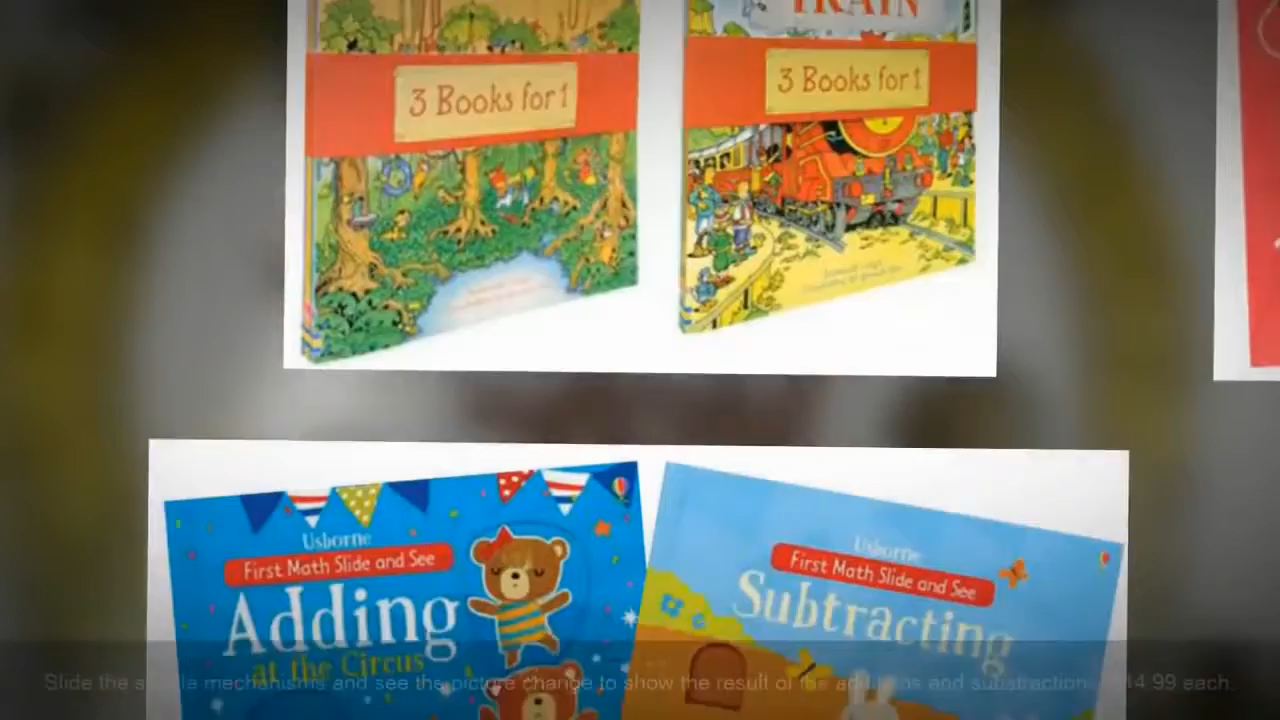 TRAIN
3 Books for 1
3 Books for 1
Usborne
First Math Slide and See
Adding
at the Circus
Usborne
First Math Slide and See
Subtracting
Slide the mechanisms and see the picture change to show the result of the and subtraction 14.99 each.